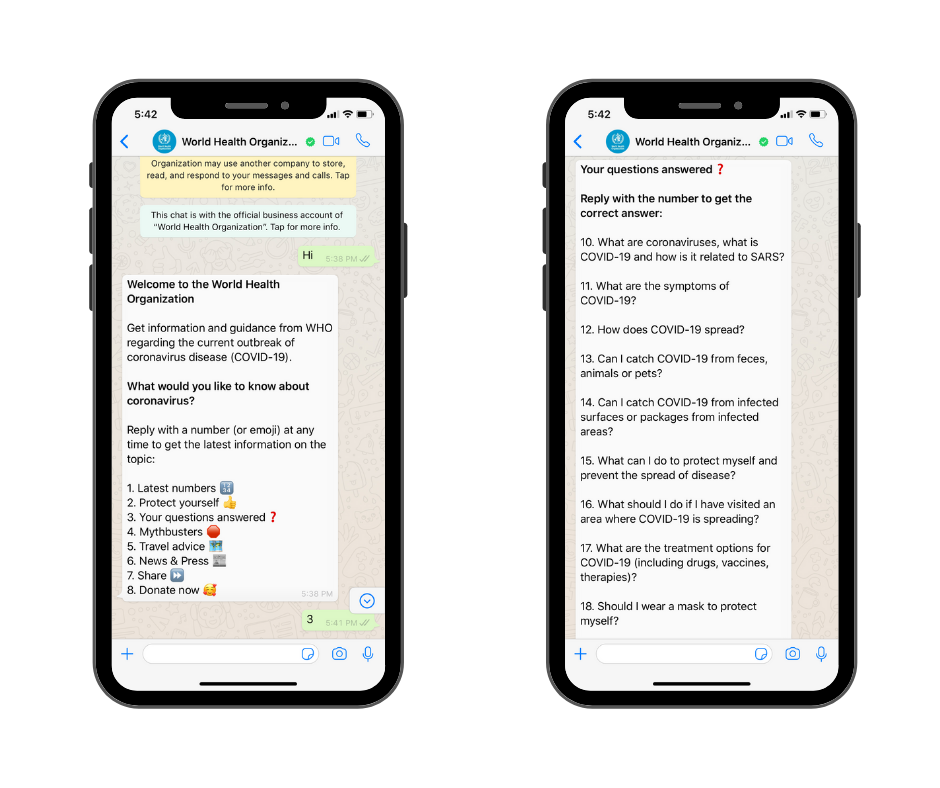 5:42
World Health Organiz...
Organization may use another company to store,
read, and respond to your messages and calls. Tap
for more info.
This chat is with the official business account of
"World Health Organization". Tap for more info.
Hi
5:38 PM
Welcome to the World Health
Organization
Get information and guidance from WHO
regarding the current outbreak of
coronavirus disease (COVID-19).
What would you like to know about
coronavirus?
Reply with a number (or emoji) at any
time to get the latest information on the
topic:
1. Latest numbers 🔢
2. Protect yourself 👍
3. Your questions answered ❓
4. Mythbusters 🛑
5. Travel advice 🗺️
6. News & Press 📰
7. Share ⏩
8. Donate now 🥰
5:38 PM
3
5:41 PM
5:42
World Health Organiz...
Your questions answered ❓
Reply with the number to get the
correct answer:
10. What are coronaviruses, what is
COVID-19 and how is it related to SARS?
11. What are the symptoms of
COVID-19?
12. How does COVID-19 spread?
13. Can I catch COVID-19 from feces,
animals or pets?
14. Can I catch COVID-19 from infected
surfaces or packages from infected
areas?
15. What can I do to protect myself and
prevent the spread of disease?
16. What should I do if I have visited an
area where COVID-19 is spreading?
17. What are the treatment options for
COVID-19 (including drugs, vaccines,
therapies)?
18. Should I wear a mask to protect
myself?